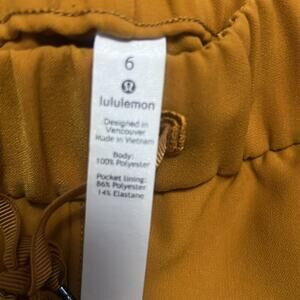 6
lululemon
Designed in
Vancouver
Made in Vietnam
Body:
100% Polyester
Pocket lining:
86% Polyester
14% Elastane